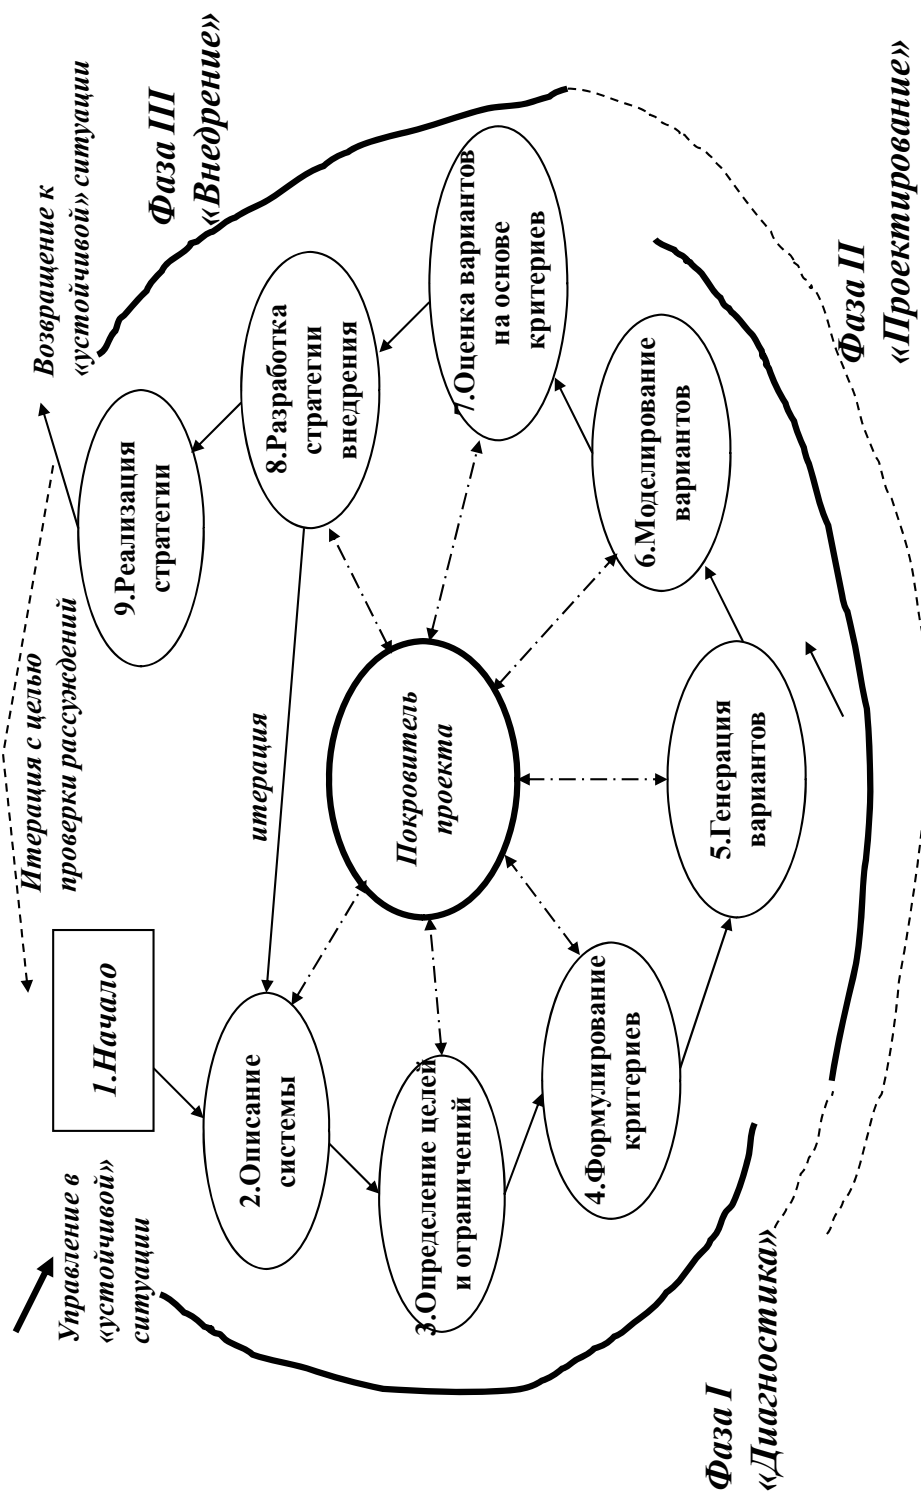 Управление в
«устойчивой»
ситуации
1.Начало
Итерация с целью
проверки рассуждений
Возвращение к
«устойчивой» ситуации
2.Описание
системы
3.Определение целей
и ограничений
4.Формулирование
критериев
5.Генерация
вариантов
6.Моделирование
вариантов
7.Оценка вариантов
на основе
критериев
8.Разработка
стратегии
внедрения
9.Реализация
стратегии
итерация
Покровитель
проекта
Фаза I
«Диагностика»
Фаза II
«Проектирование»
Фаза III
«Внедрение»